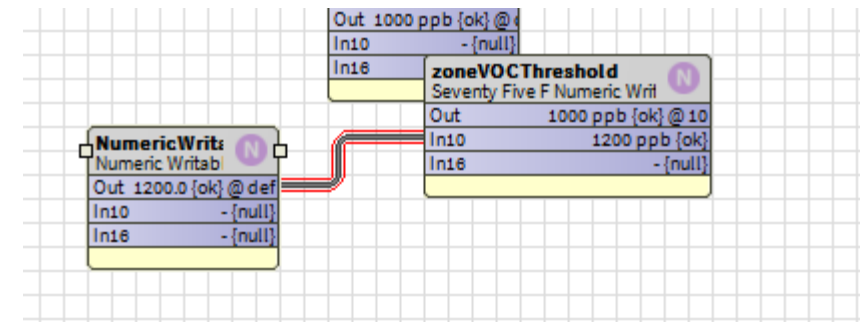 Out 1000 ppb {ok} @ d
In10 - {null}
In16
zoneVOCThreshold
N
Seventy Five F Numeric Writ
Out 1000 ppb {ok} @ 10
In10 1200 ppb {ok}
In16 - {null}
NumericWrita
N
Numeric Writabl
Out 1200.0 {ok} @ def
In10 - {null}
In16 - {null}